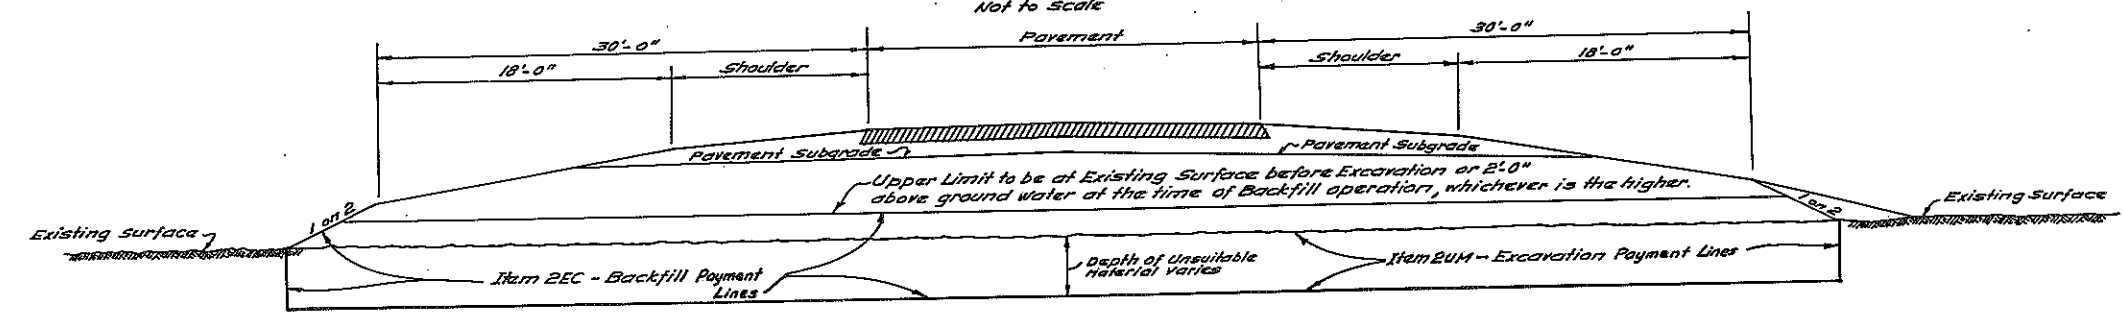 Not to Scale
30'-0"
Pavement
30'-0"
18'-0"
Shoulder
Shoulder
18'-0"
Pavement Subgrade
Pavement Subgrade
Upper Limit to be at Existing Surface before Excavation or 2'-0"
above ground water at the time of Backfill operation, whichever is the higher.
1 on 2
1 on 2
Existing Surface
Existing Surface
Item 2EC - Backfill Payment
Lines
Depth of Unsuitable
Material Varies
Item 2UM - Excavation Payment Lines